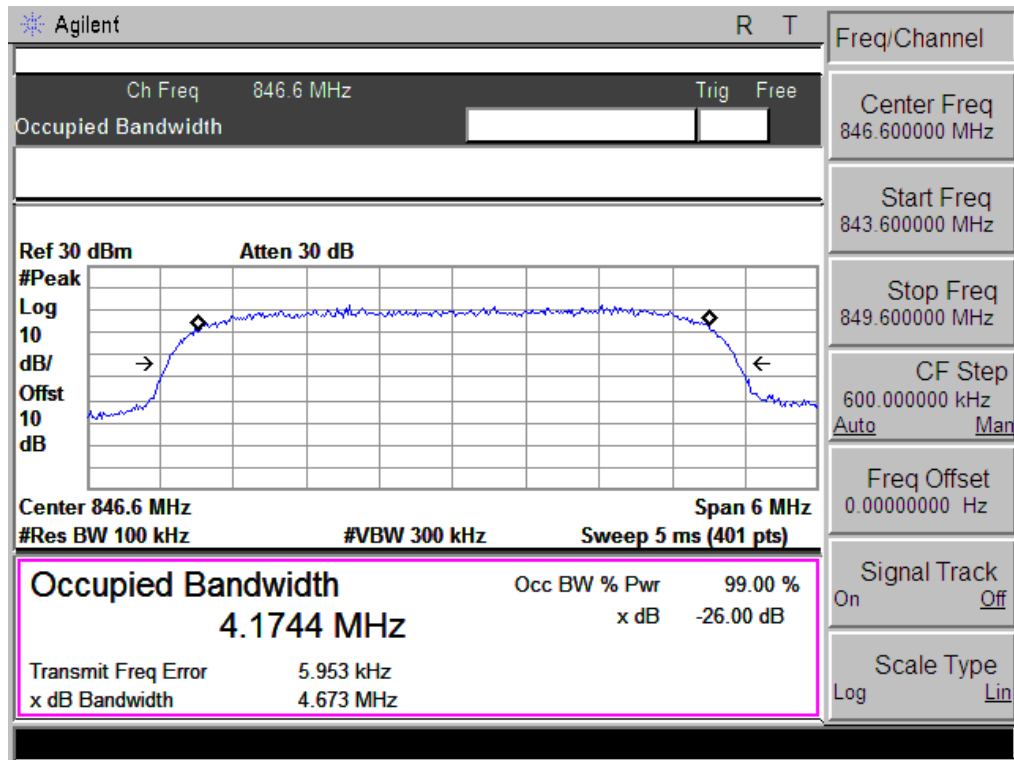 Agilent R T
Ch Freq 846.6 MHz Trig Free
Occupied Bandwidth
Ref 30 dBm Atten 30 dB
#Peak
Log
10
dB/
Offst
10
dB
Center 846.6 MHz Span 6 MHz
#Res BW 100 kHz #VBW 300 kHz Sweep 5 ms (401 pts)
Occupied Bandwidth Occ BW % Pwr 99.00 %
4.1744 MHz x dB -26.00 dB
Transmit Freq Error 5.953 kHz
x dB Bandwidth 4.673 MHz
Freq/Channel
Center Freq
846.600000 MHz
Start Freq
843.600000 MHz
Stop Freq
849.600000 MHz
CF Step
600.000000 kHz
Auto Man
Freq Offset
0.00000000 Hz
Signal Track
On Off
Scale Type
Log Lin